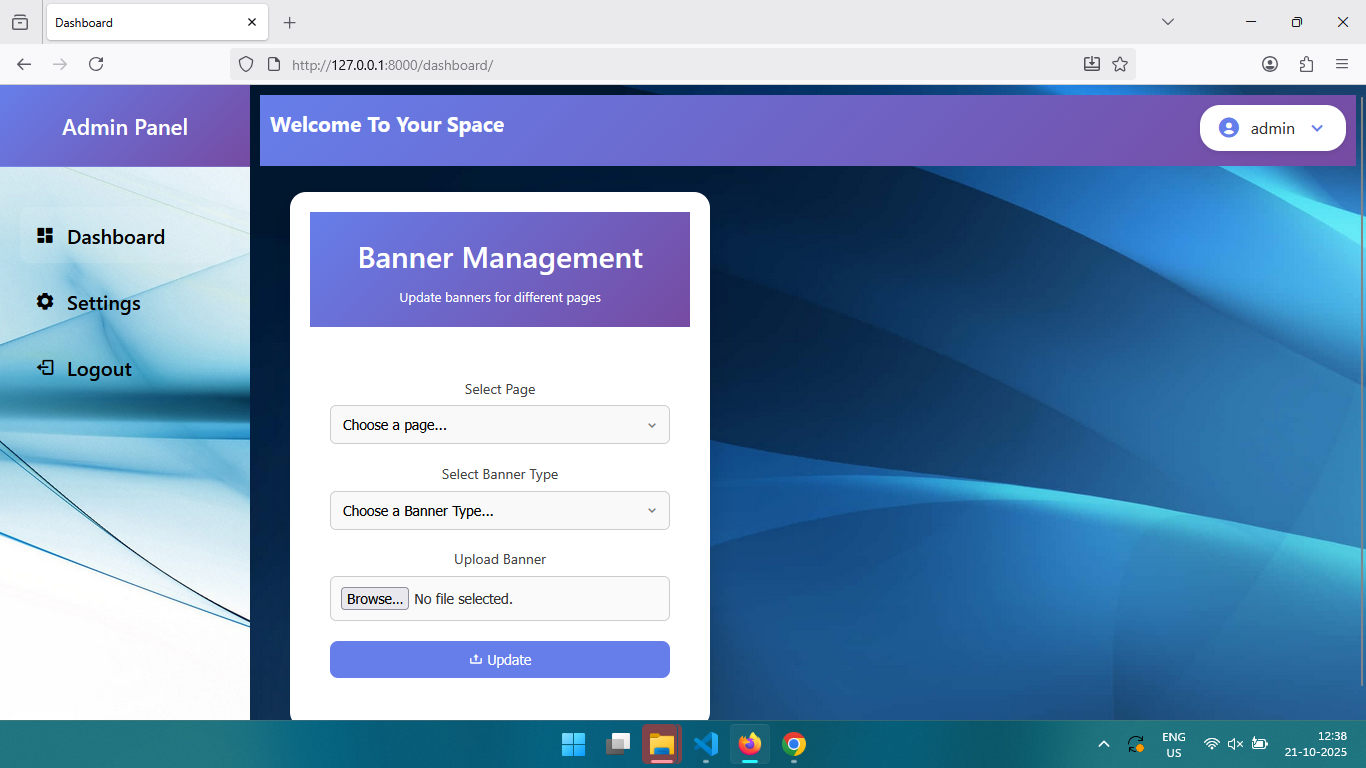 Dashboard
http://127.0.0.1:8000/dashboard/
Admin Panel
Welcome To Your Space
admin
Dashboard
Settings
Logout
Banner Management
Update banners for different pages
Select Page
Choose a page...
Select Banner Type
Choose a Banner Type...
Upload Banner
Browse... No file selected.
Update
ENG
US
12:38
21-10-2025